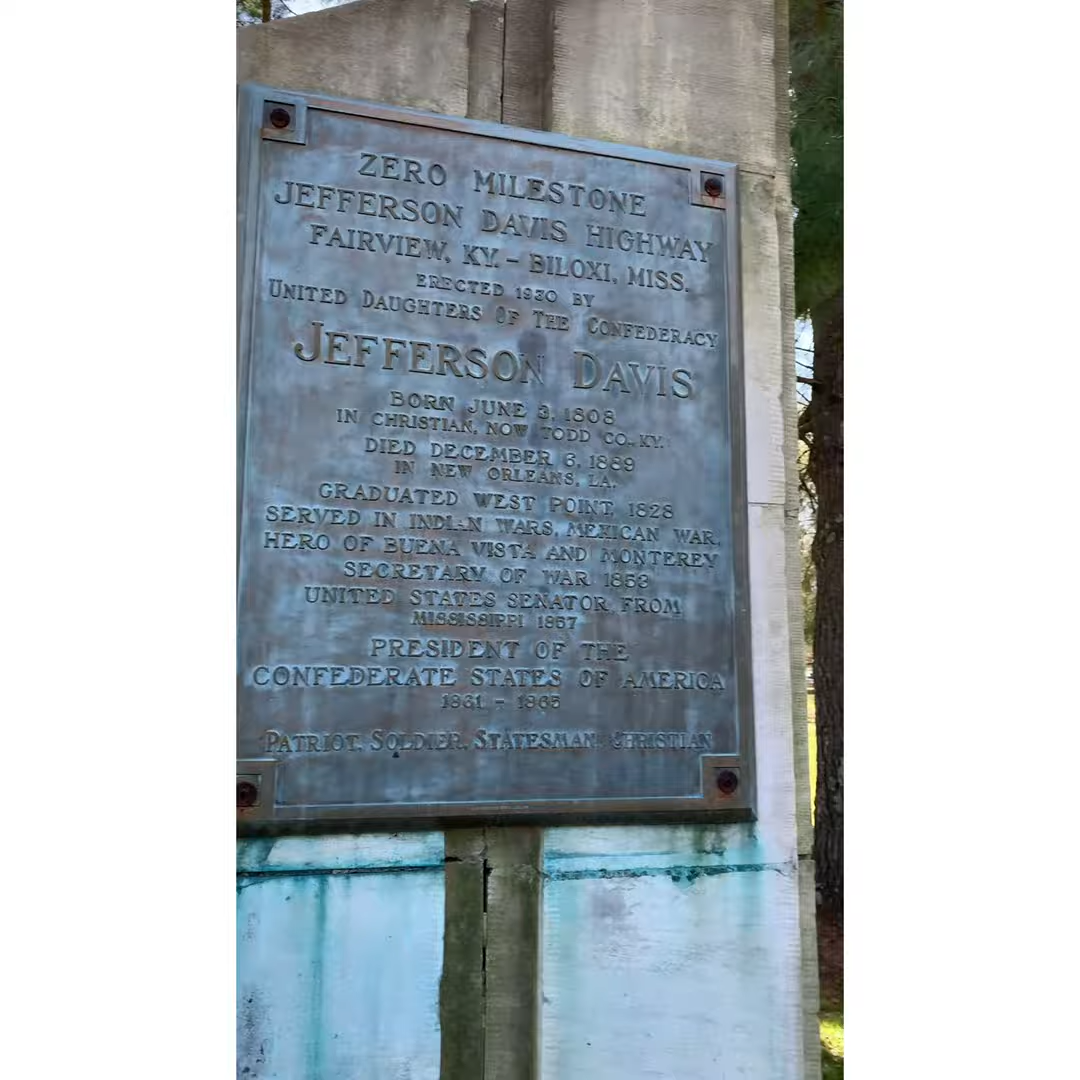 ZERO MILESTONE
JEFFERSON DAVIS HIGHWAY
FAIRVIEW, KY. - BILOXI, MISS.
ERECTED 1930 BY
UNITED DAUGHTERS OF THE CONFEDERACY
JEFFERSON DAVIS
BORN JUNE 3, 1808
IN CHRISTIAN, NOW TODD CO., KY.
DIED DECEMBER 6, 1889
IN NEW ORLEANS, LA.
GRADUATED WEST POINT, 1828
SERVED IN INDIAN WARS, MEXICAN WAR,
HERO OF BUENA VISTA AND MONTEREY
SECRETARY OF WAR 1853
UNITED STATES SENATOR FROM
MISSISSIPPI 1857
PRESIDENT OF THE
CONFEDERATE STATES OF AMERICA
1861 - 1865
PATRIOT, SOLDIER, STATESMAN, CHRISTIAN